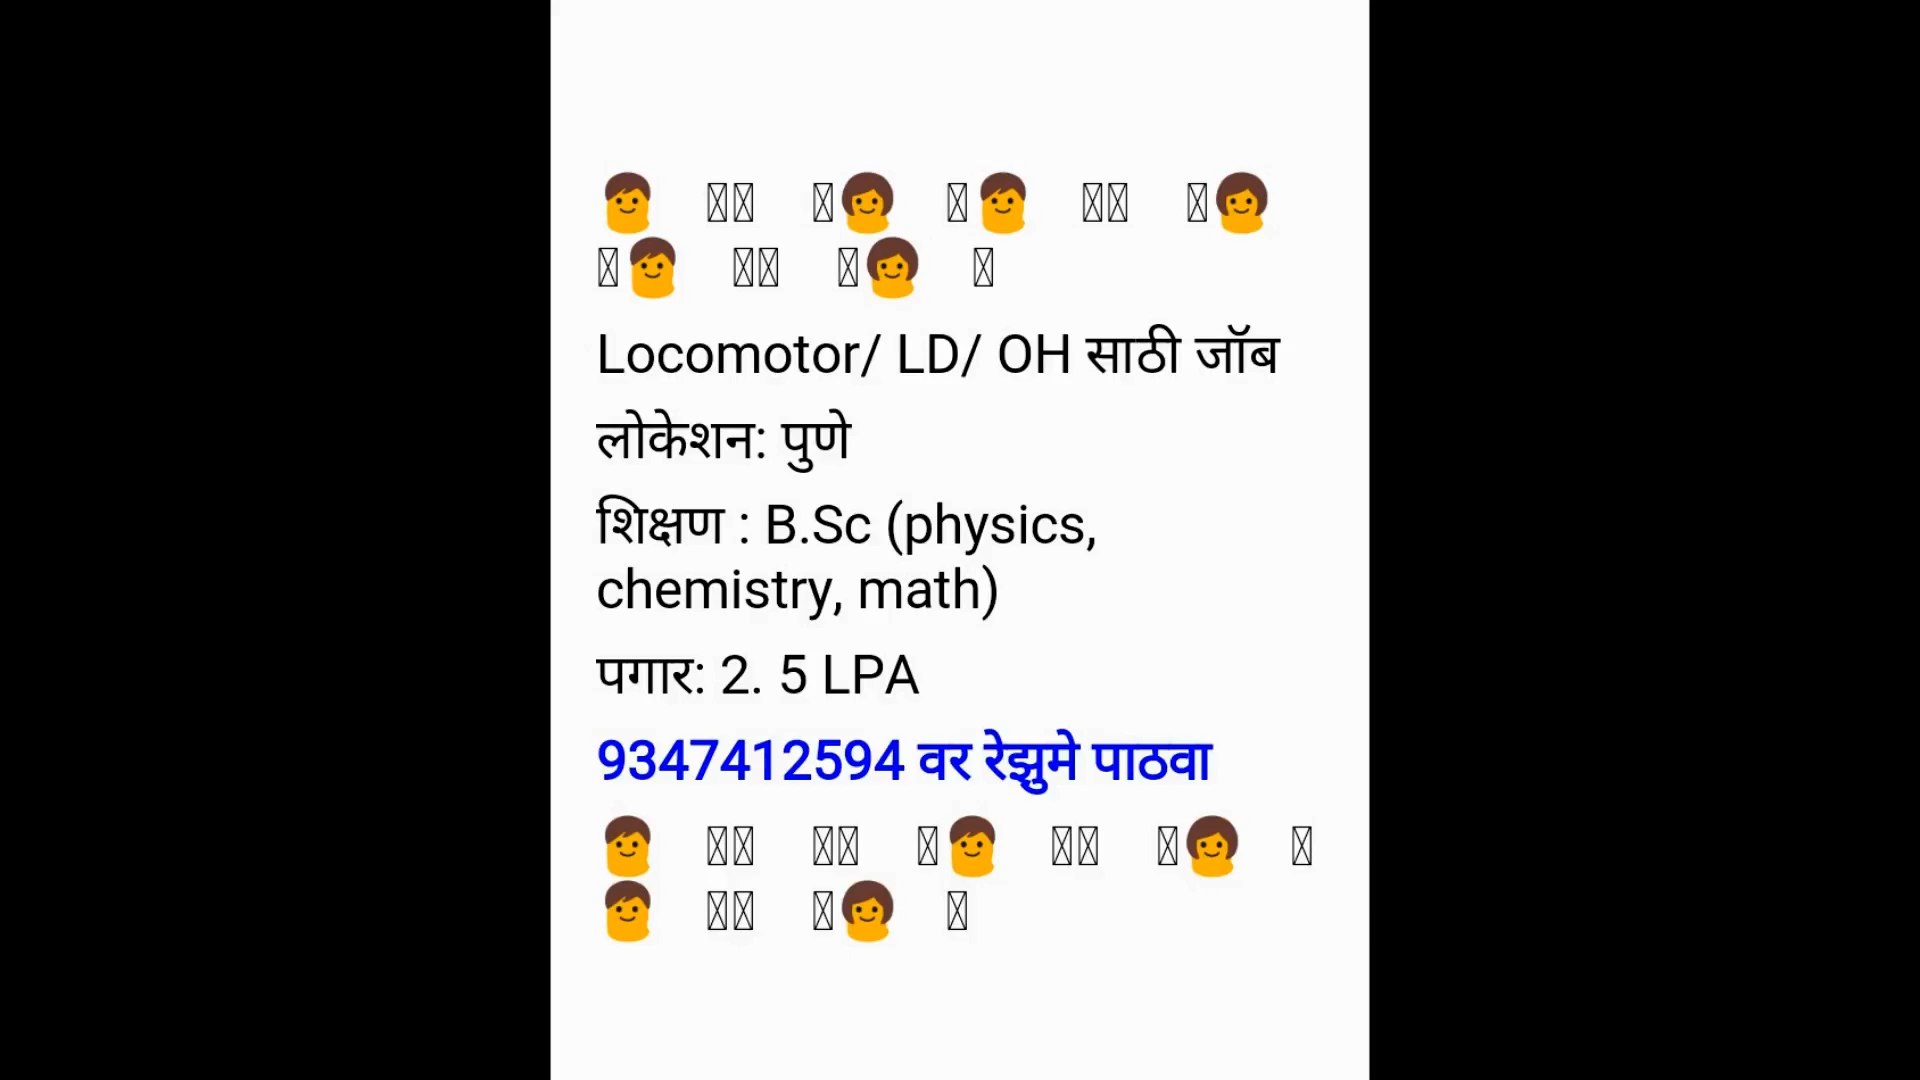 Locomotor/ LD/ OH साठी जॉब
लोकेशन: पुणे
शिक्षण : B.Sc (physics,
chemistry, math)
पगार: 2. 5 LPA
9347412594 वर रेझुमे पाठवा